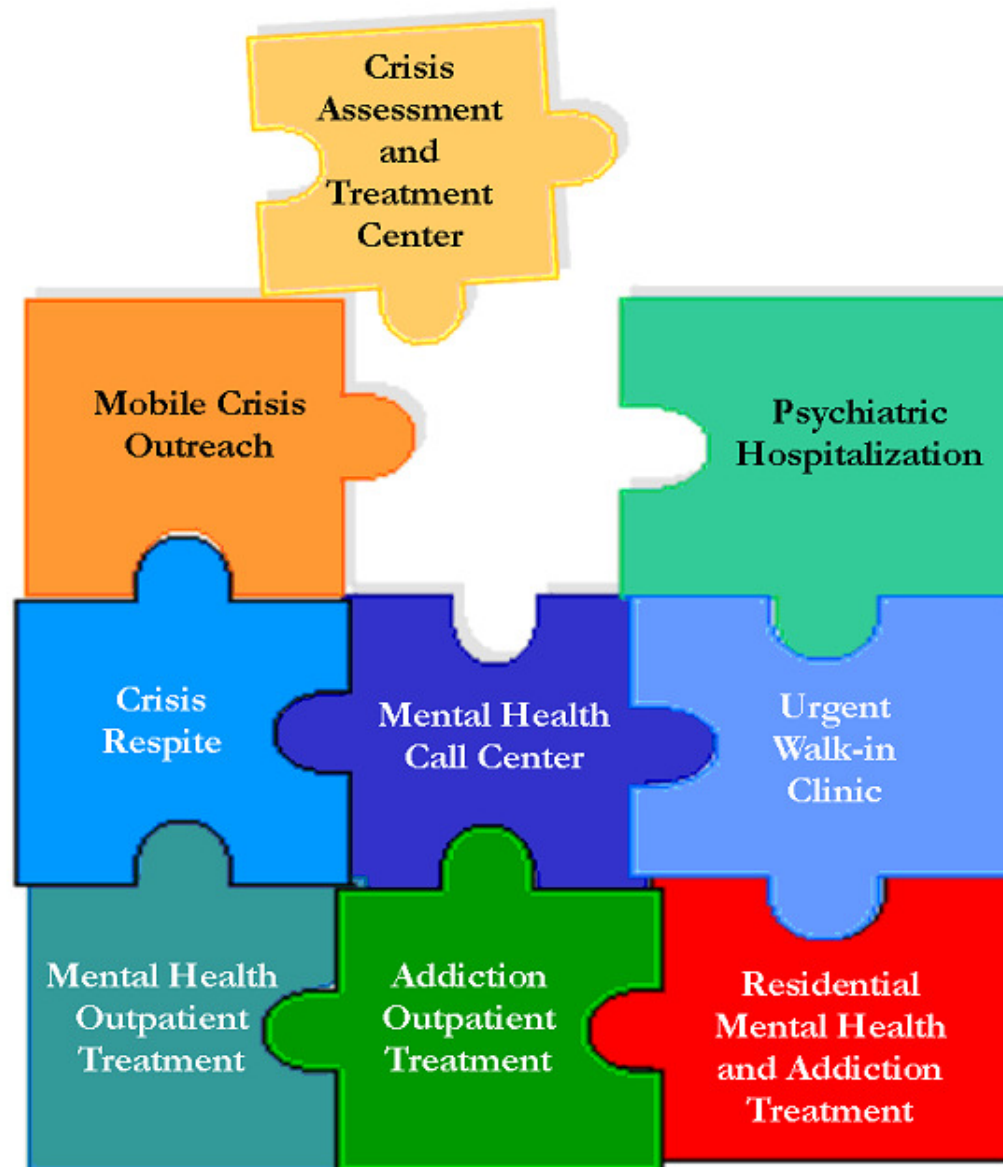 Crisis
Assessment
and
Treatment
Center
Mobile Crisis
Outreach
Psychiatric
Hospitalization
Crisis
Respite
Mental Health
Call Center
Urgent
Walk-in
Clinic
Mental Health
Outpatient
Treatment
Addiction
Outpatient
Treatment
Residential
Mental Health
and Addiction
Treatment